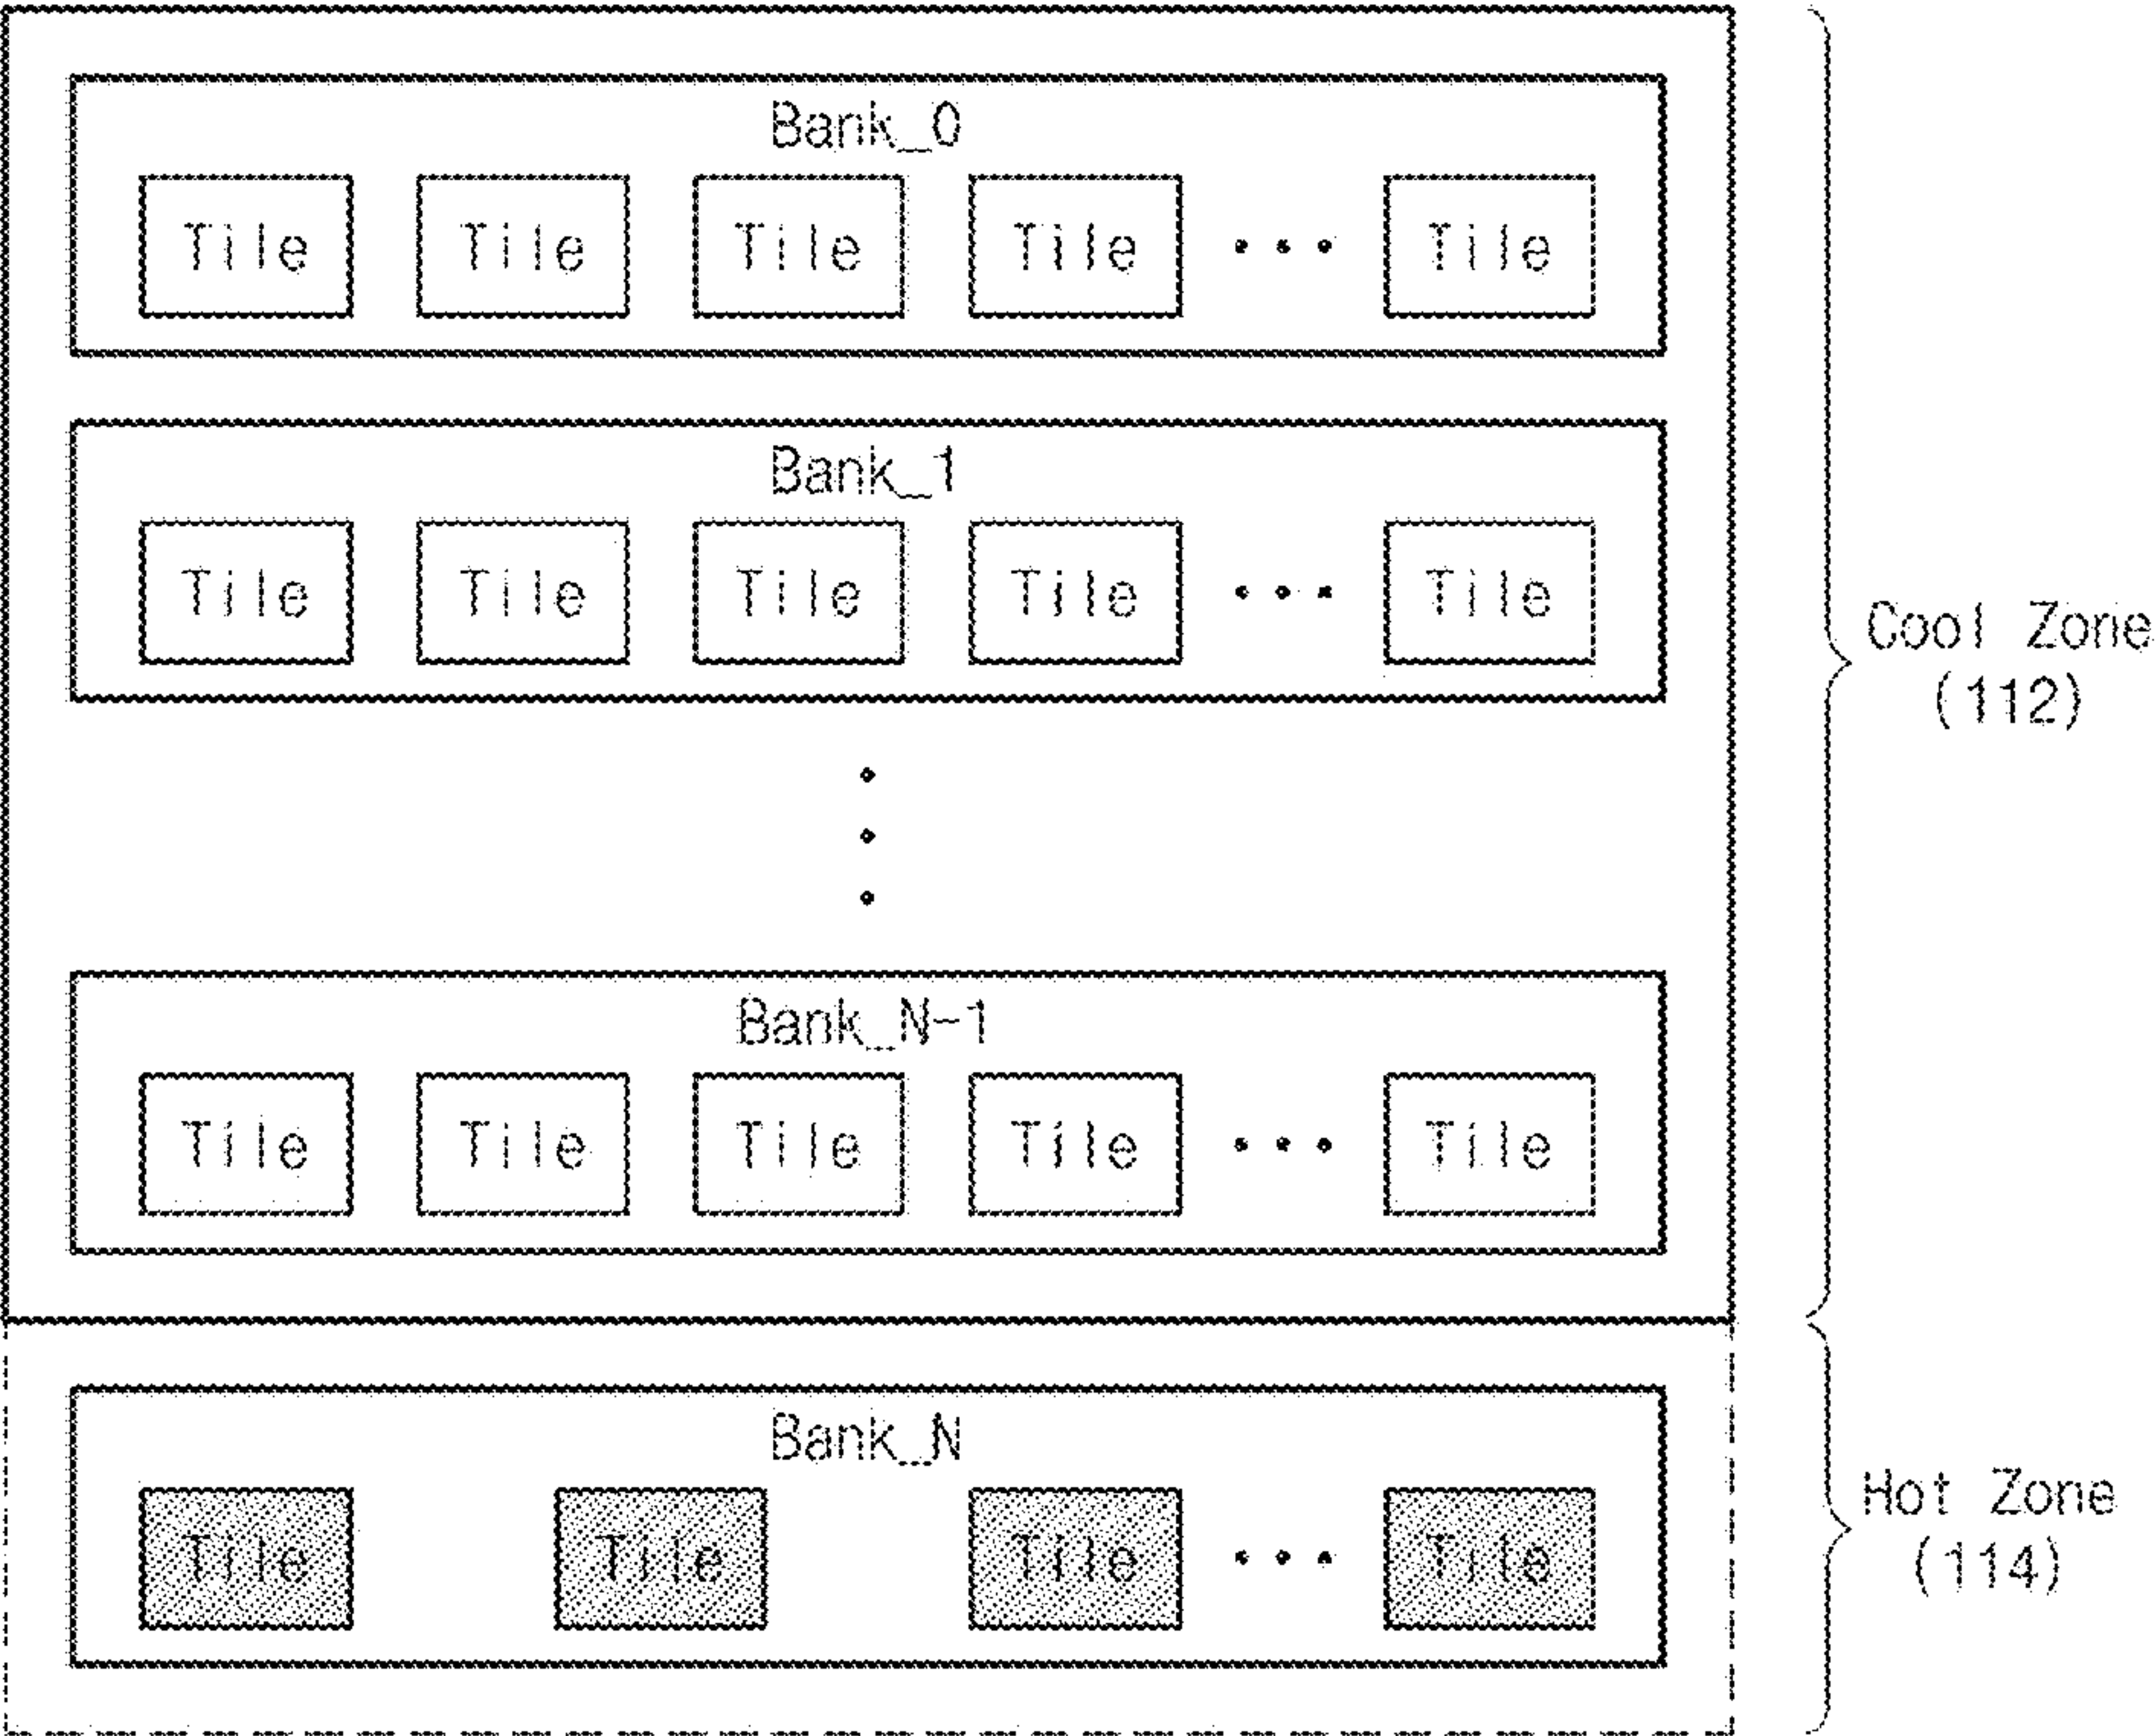 Bank_0
Tile Tile Tile Tile ••• Tile
Bank_1
Tile Tile Tile Tile ••• Tile
Cool Zone
(112)
Bank_N-1
Tile Tile Tile Tile ••• Tile
Bank_N
Tile Tile Tile ••• Tile
Hot Zone
(114)